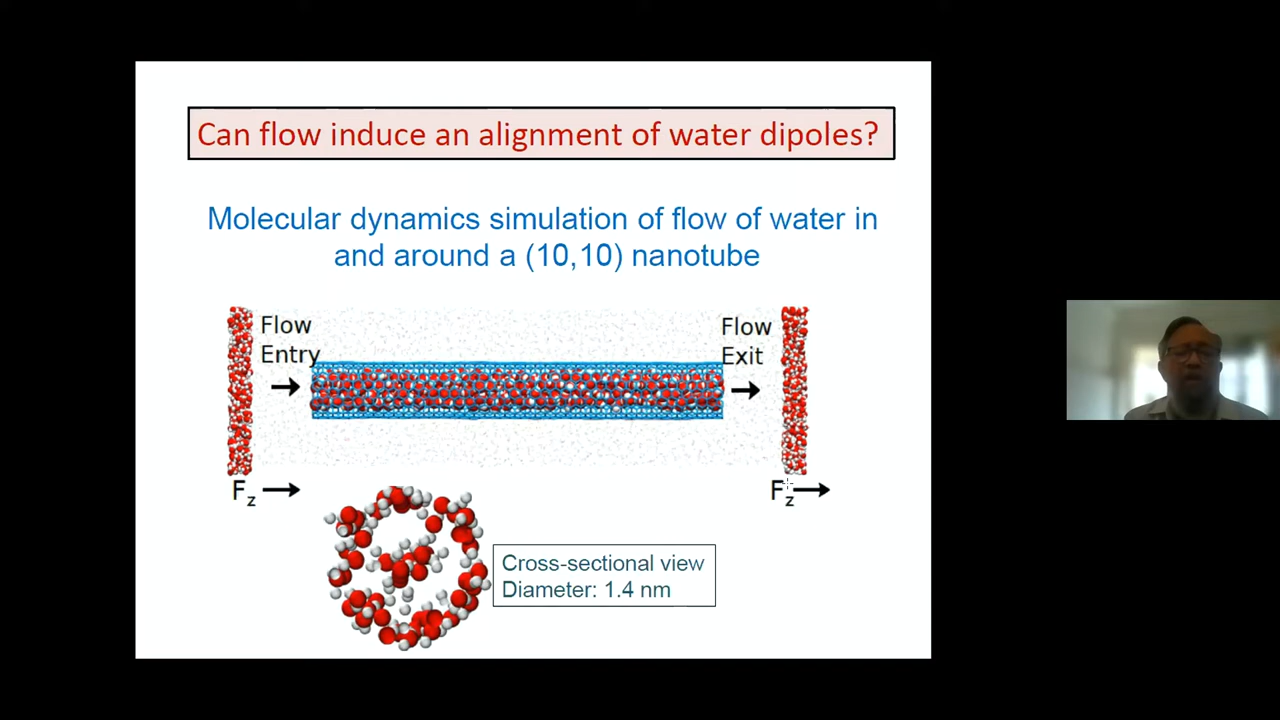 Can flow induce an alignment of water dipoles?
Molecular dynamics simulation of flow of water in
and around a (10,10) nanotube
Flow
Entry
Flow
Exit
Fz
Fz
Cross-sectional view
Diameter: 1.4 nm